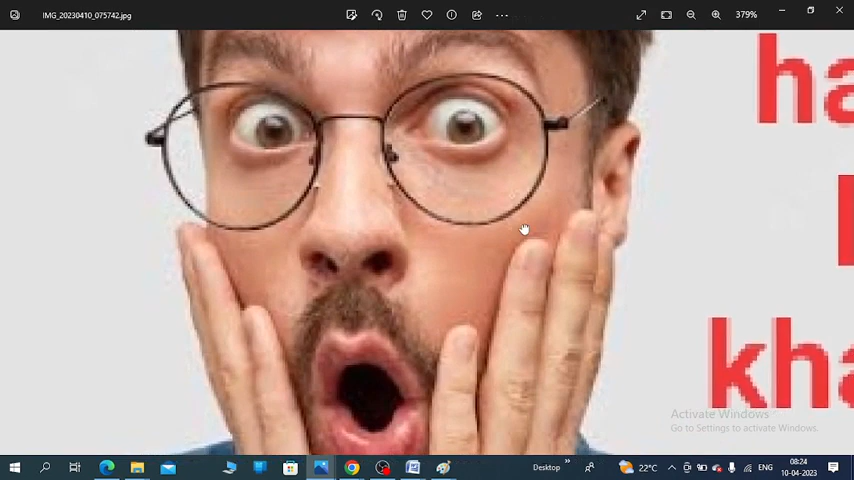 IMG_20230410_075742.jpg
379%
ha
kha
Activate Windows
Go to Settings to activate Windows.
Desktop
22°C
ENG
08:24
10-04-2023